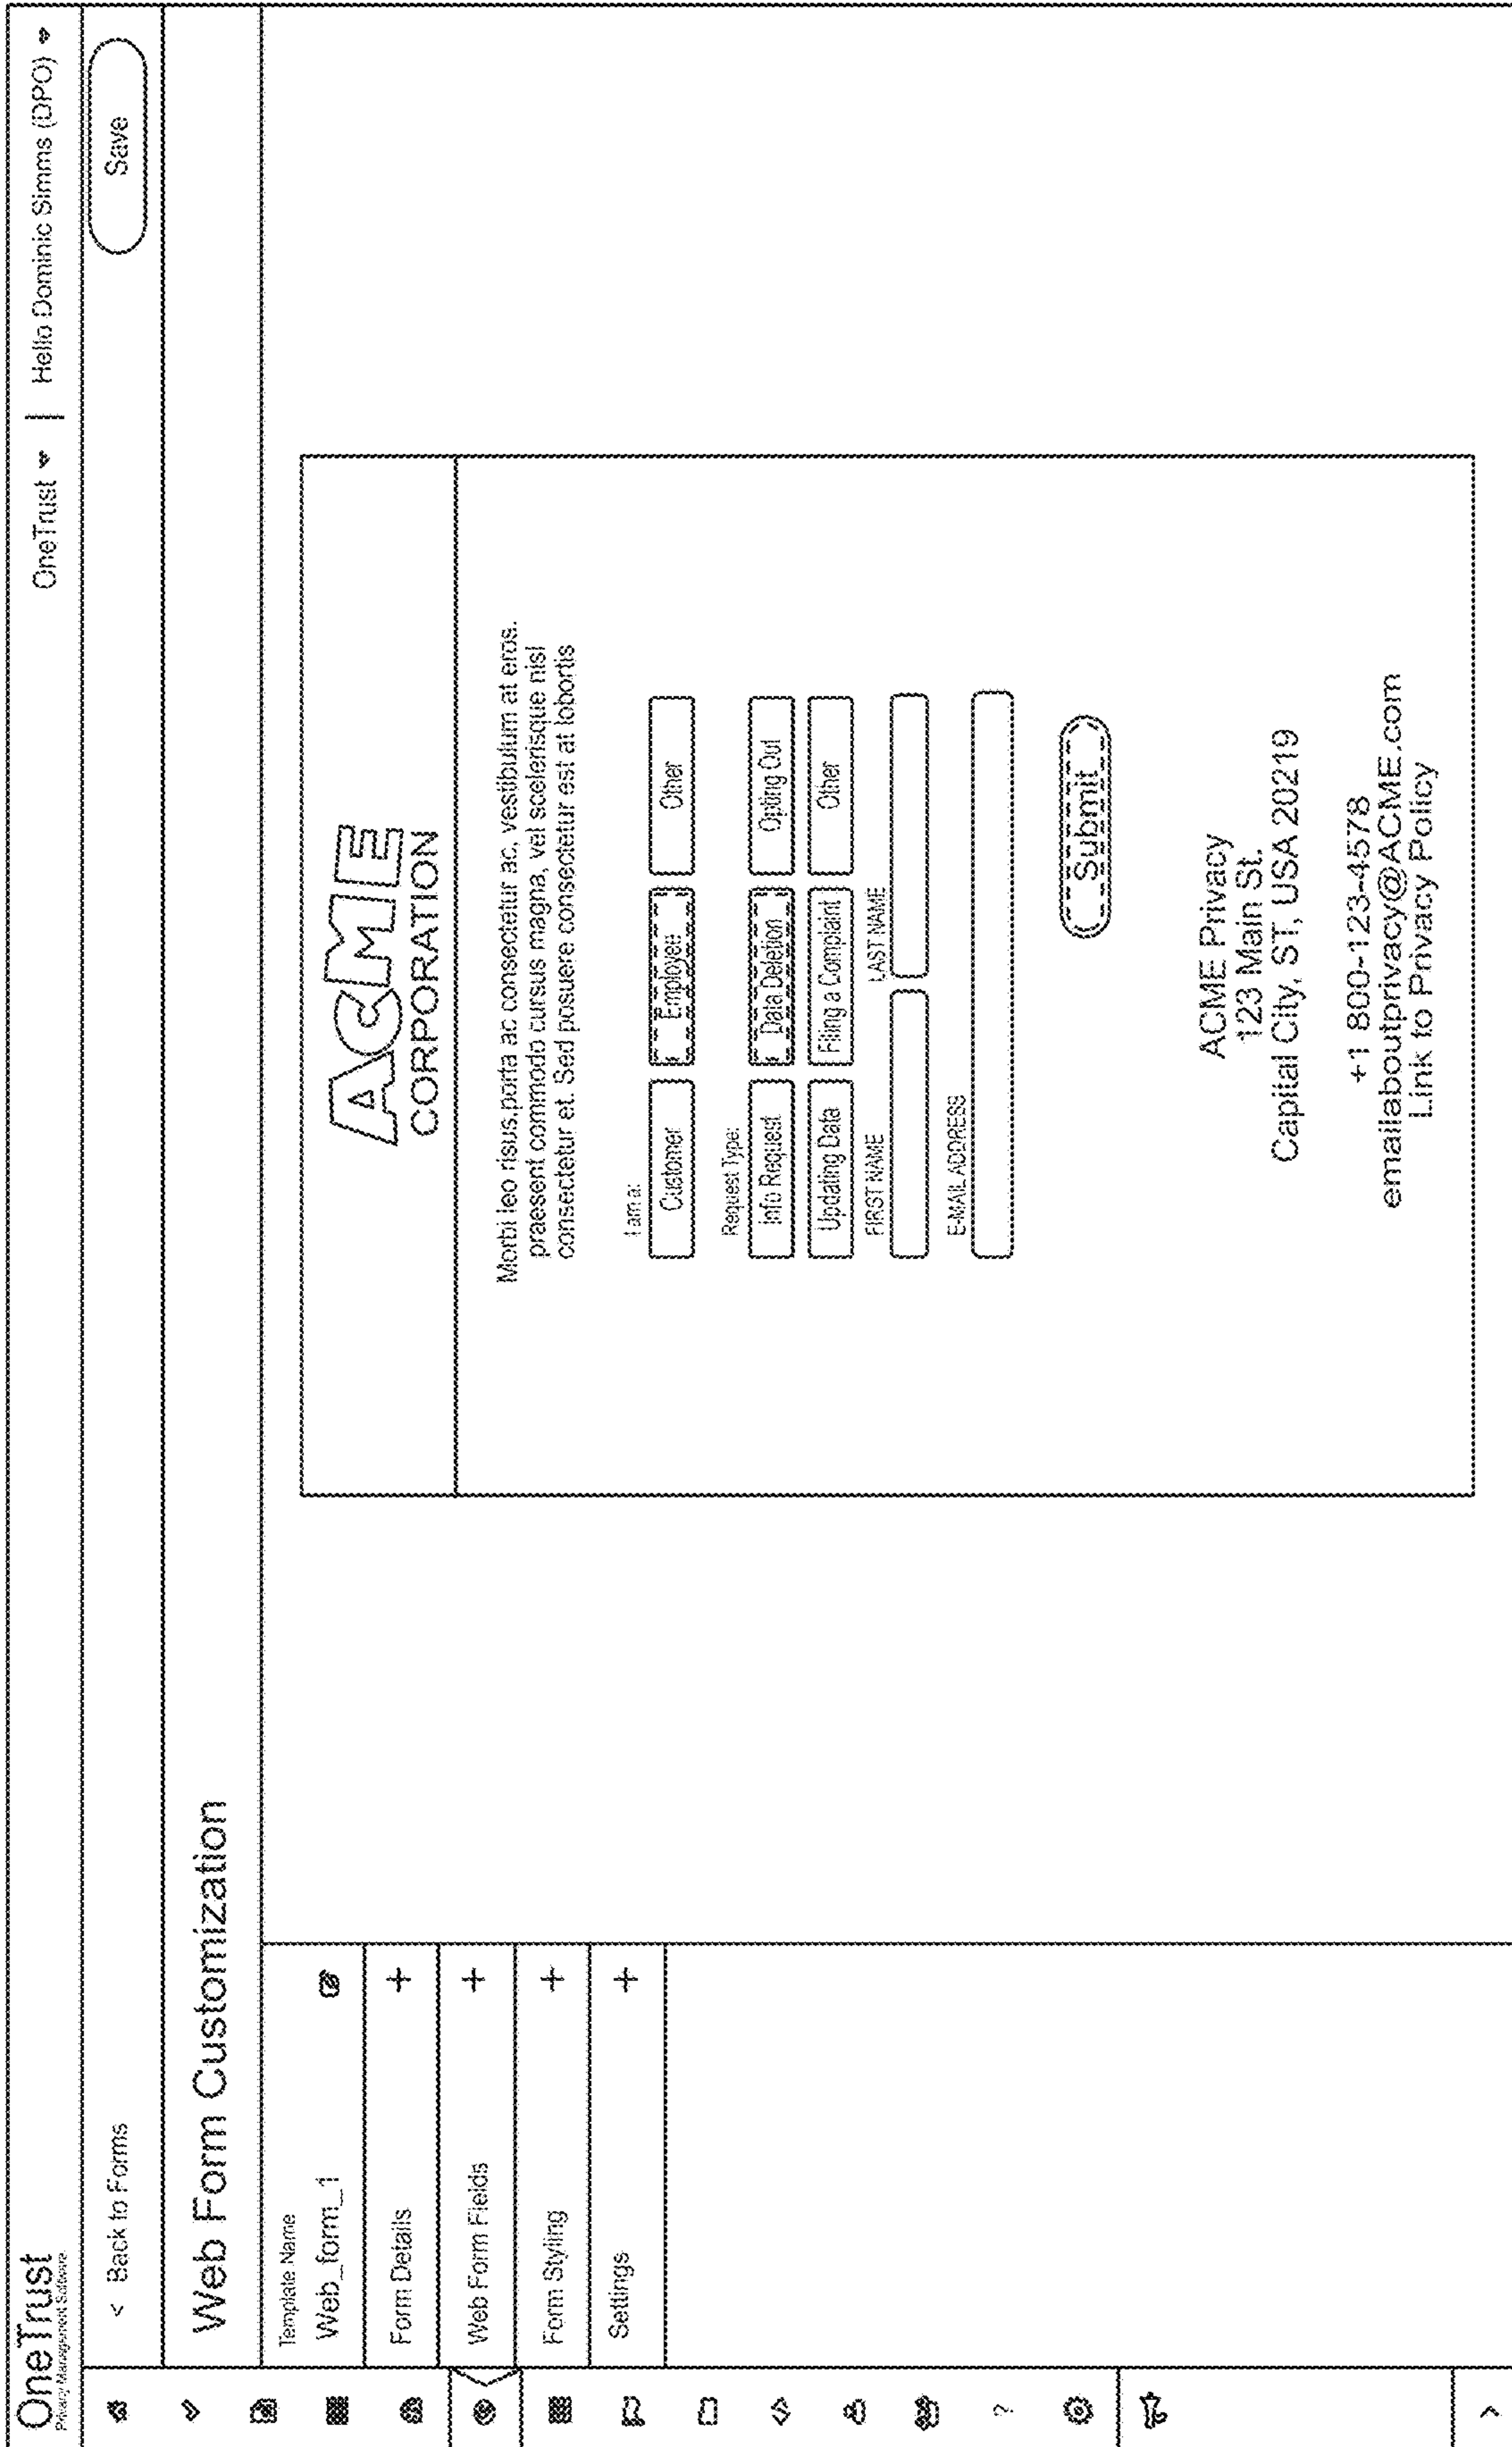 OneTrust
Privacy Management Software
OneTrust | Hello Dominic Simms (DPO)
< Back to Forms
Save
Web Form Customization
Template Name
Web_form_1
Form Details +
Web Form Fields +
Form Styling +
Settings +
ACME
CORPORATION
Morbi leo risus, porta ac consectetur ac, vestibulum at eros.
praesent commodo cursus magna, vel scelerisque nisl
consectetur et. Sed posuere consectetur est at lobortis
I am a:
Customer Employee Other
Request Type:
Info Request Data Deletion Opting Out
Updating Data Filing a Complaint Other
FIRST NAME LAST NAME
E-MAIL ADDRESS
Submit
ACME Privacy
123 Main St.
Capital City, ST, USA 20219
+1 800-123-4578
emailaboutprivacy@ACME.com
Link to Privacy Policy